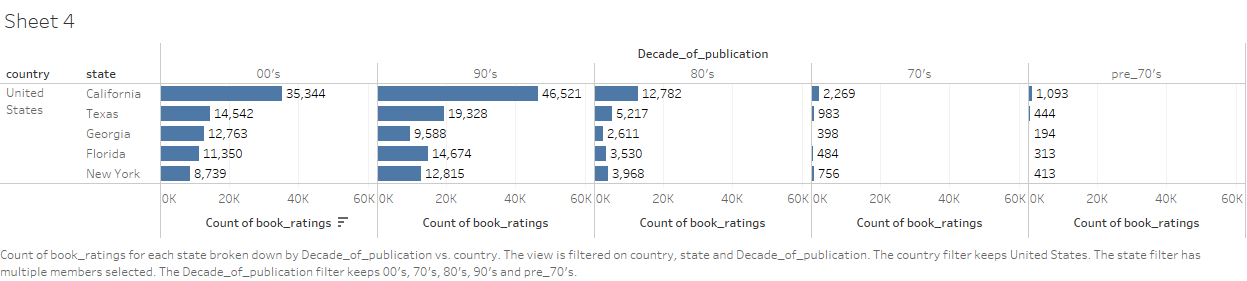 Sheet 4
Decade_of_publication
country state 00's 90's 80's 70's pre_70's
United States California 35,344 46,521 12,782 2,269 1,093
Texas 14,542 19,328 5,217 983 444
Georgia 12,763 9,588 2,611 398 194
Florida 11,350 14,674 3,530 484 313
New York 8,739 12,815 3,968 756 413
0K 20K 40K 60K 0K 20K 40K 60K 0K 20K 40K 60K 0K 20K 40K 60K 0K 20K 40K 60K
Count of book_ratings Count of book_ratings Count of book_ratings Count of book_ratings Count of book_ratings
Count of book_ratings for each state broken down by Decade_of_publication vs. country. The view is filtered on country, state and Decade_of_publication. The country filter keeps United States. The state filter has
multiple members selected. The Decade_of_publication filter keeps 00's, 70's, 80's, 90's and pre_70's.